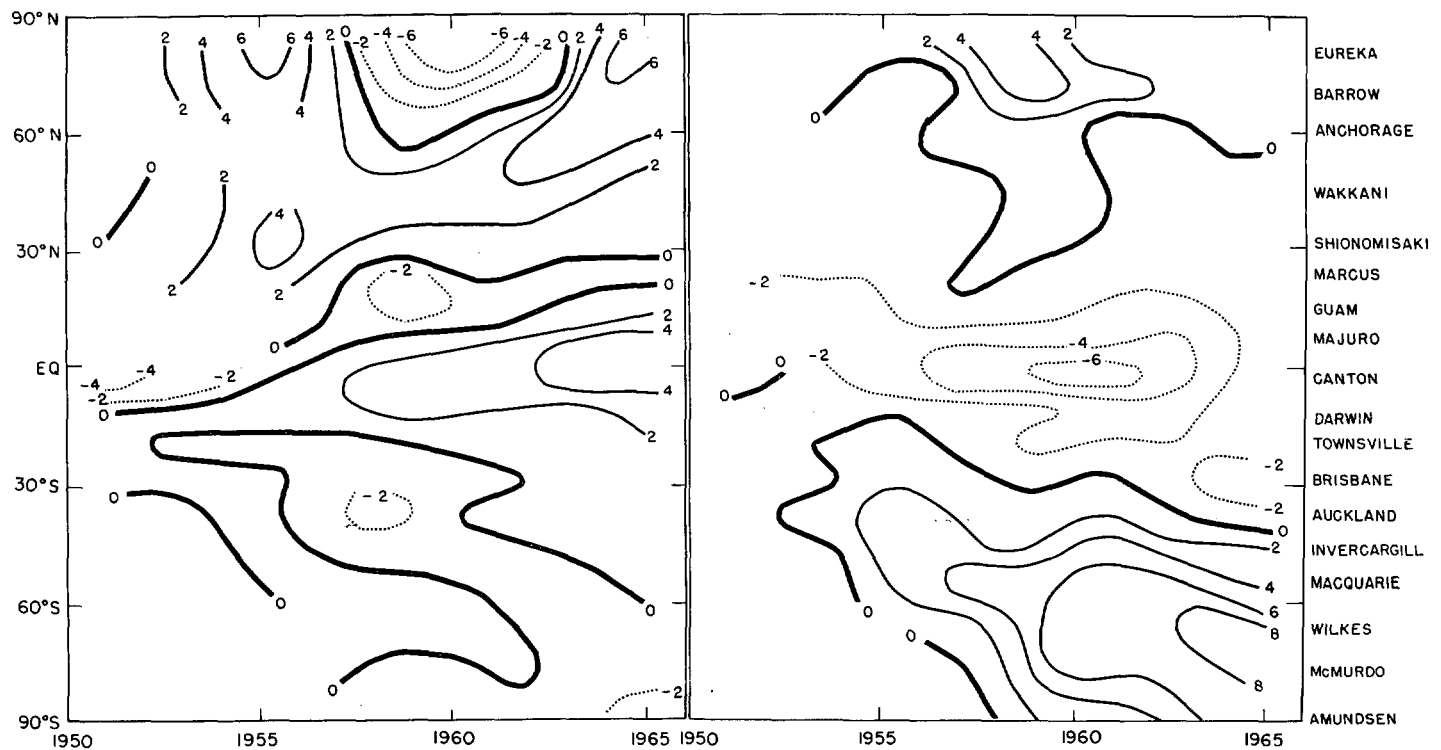 90° N
60° N
30° N
EQ
30° S
60° S
90° S
1950 1955 1960 1965
2 4 6 6 4 2 0 -2 -4 -6 -6 -4 -2 0 2 4 6
6
2 4 4
4
2
0
2
4
0
2
2
0
-2
0
0
2
4
-4
-2
-2
-4
0
4
2
0
-2
0
0
0
-2
1950 1955 1960 1965
2 4 4 2
0
0
-2
-4
-6
0
-2
-2
-2
0
2
4
6
8
0
0
8
EUREKA
BARROW
ANCHORAGE
WAKKANI
SHIONOMISAKI
MARCUS
GUAM
MAJURO
CANTON
DARWIN
TOWNSVILLE
BRISBANE
AUCKLAND
INVERCARGILL
MACQUARIE
WILKES
McMURDO
AMUNDSEN